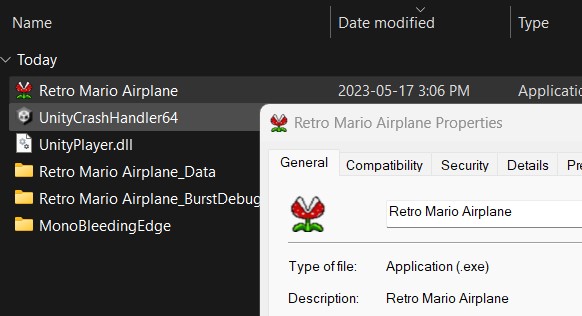 Name Date modified Type
Today
Retro Mario Airplane 2023-05-17 3:06 PM
UnityCrashHandler64
UnityPlayer.dll
Retro Mario Airplane_Data
Retro Mario Airplane_BurstDebug
MonoBleedingEdge
Retro Mario Airplane Properties
General Compatibility Security Details
Retro Mario Airplane
Type of file: Application (.exe)
Description: Retro Mario Airplane